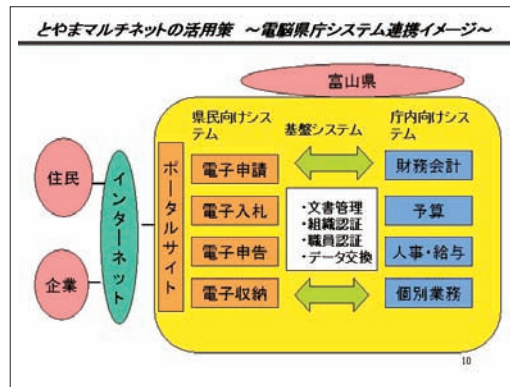 とやまマルチネットの活用策 ～電脳県庁システム連携イメージ～
富山県
県民向けシス
テム
基盤システム
庁内向けシス
テム
住民
企業
インターネット
ポータルサイト
電子申請
電子入札
電子申告
電子収納
・文書管理
・組織認証
・職員認証
・データ交換
財務会計
予算
人事・給与
個別業務
10